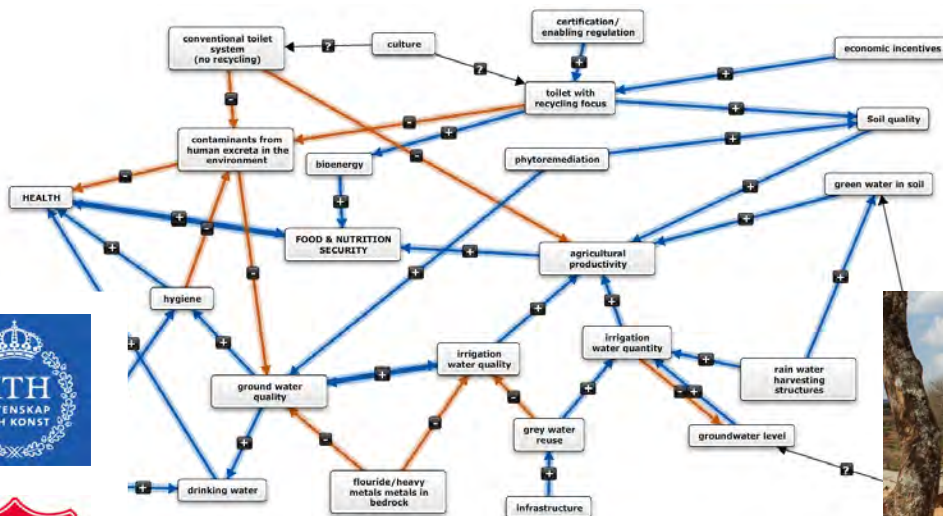 certification/
enabling regulation
conventional toilet
system
(no recycling)
?
culture
economic incentives
+
?
+
toilet with
recycling focus
-
+
Soil quality
-
contaminants from
human excreta in the
environment
+
+
bioenergy
-
phytoremediation
-
HEALTH
+
green water in soil
+
+
-
+
FOOD & NUTRITION
SECURITY
+
agricultural
productivity
+
-
+
+
hygiene
+
+
+
irrigation
water quality
irrigation
water quantity
+
+
rain water
harvesting
structures
ground water
quality
+
-
+
-
-
+
grey water
reuse
groundwater level
+
-
-
?
+
drinking water
flouride/heavy
metals metals in
bedrock
+
infrastructure
KONST